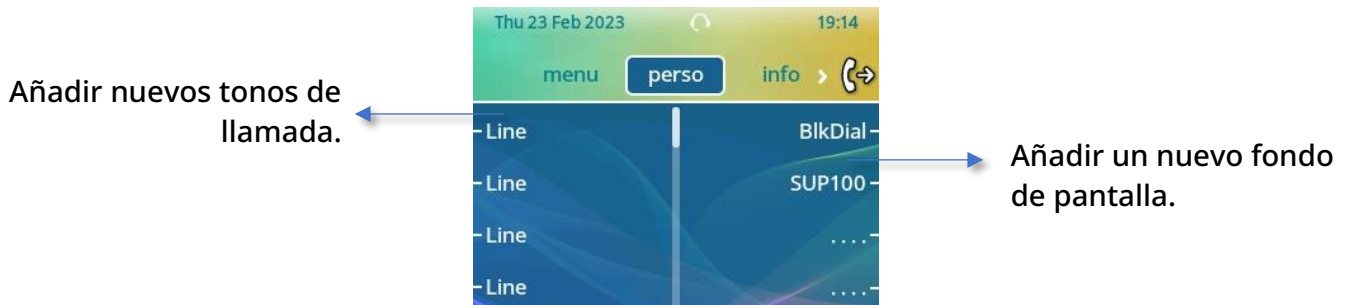 Añadir nuevos tonos de
llamada.
Thu 23 Feb 2023 19:14
menu perso info
Line BlkDial
Line SUP100
Line ....
Line ....
Añadir un nuevo fondo
de pantalla.